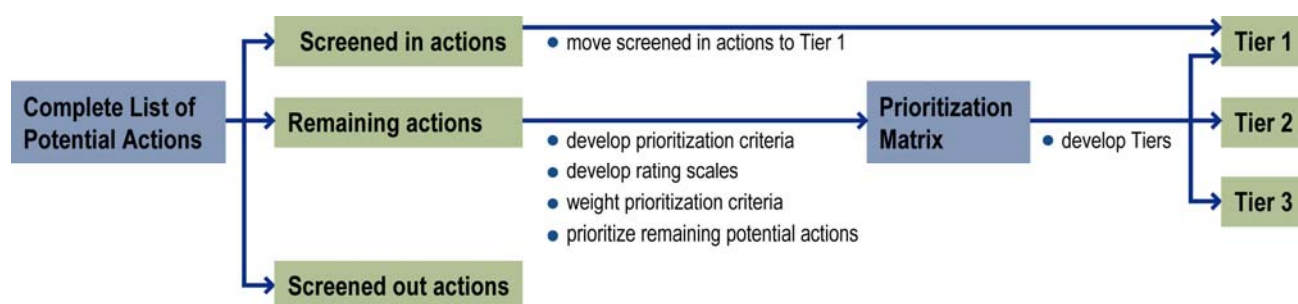 Screened in actions
• move screened in actions to Tier 1
Tier 1
Complete List of
Potential Actions
Remaining actions
• develop prioritization criteria
• develop rating scales
• weight prioritization criteria
• prioritize remaining potential actions
Prioritization
Matrix
• develop Tiers
Tier 2
Tier 3
Screened out actions